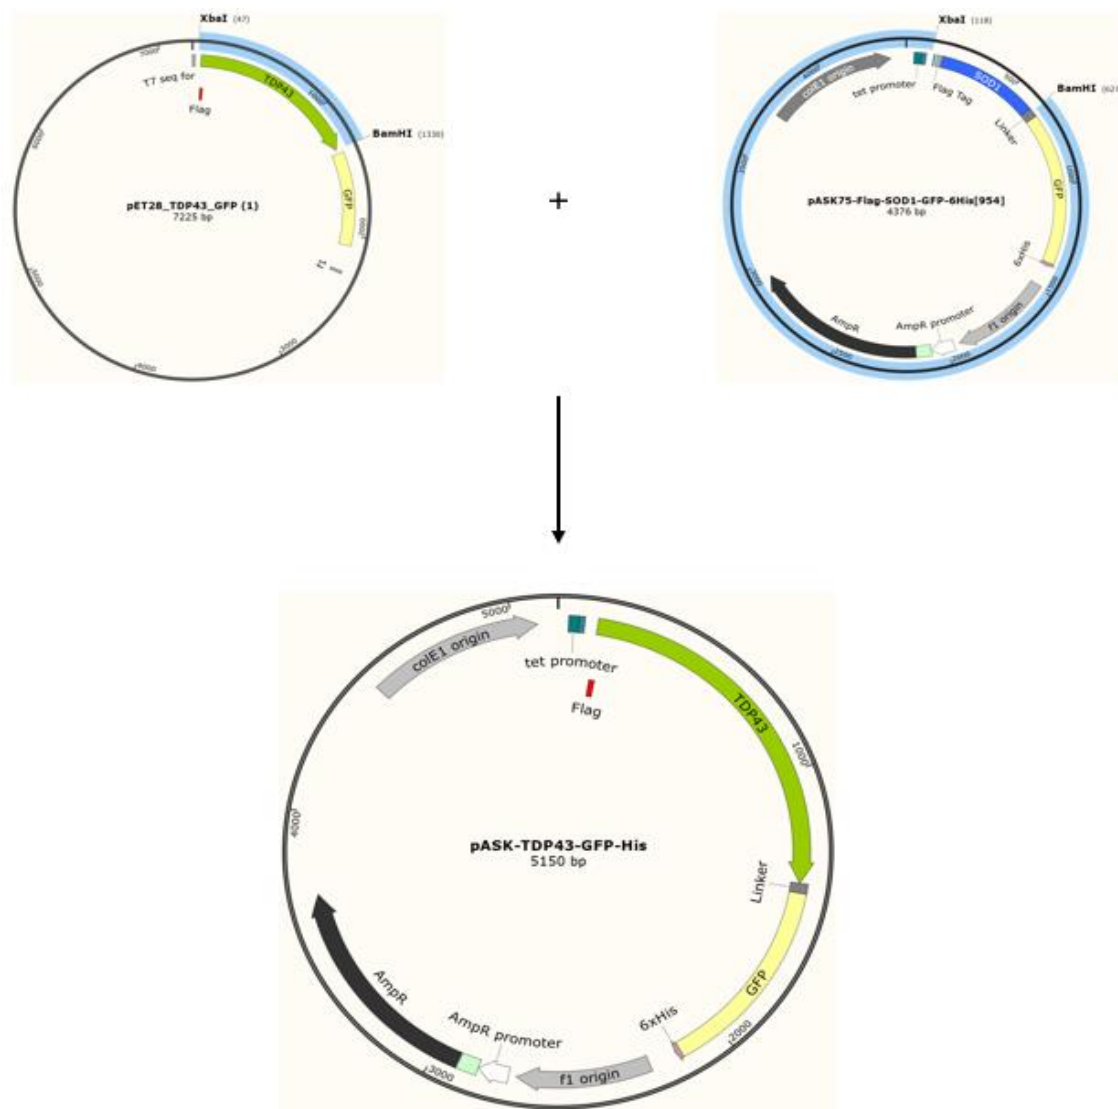 XbaI (47)
T7 seq for
TDP43
Flag
BamHI (1330)
GFP
pET28_TDP43_GFP (1)
7225 bp
+
XbaI (118)
colE1 origin
tet promoter
Flag Tag
SOD1
500
BamHI (621)
Linker
GFP
pASK75-Flag-SOD1-GFP-6His[954]
4376 bp
6xHis
f1 origin
AmpR promoter
AmpR
5000
colE1 origin
tet promoter
Flag
TDP43
1000
4000
pASK-TDP43-GFP-His
5150 bp
Linker
GFP
2000
6xHis
AmpR
AmpR promoter
f1 origin
3000